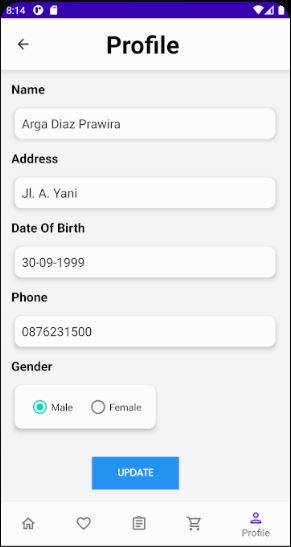 8:14
Profile
Name
Arga Diaz Prawira
Address
Jl. A. Yani
Date Of Birth
30-09-1999
Phone
0876231500
Gender
Male Female
UPDATE
Profile